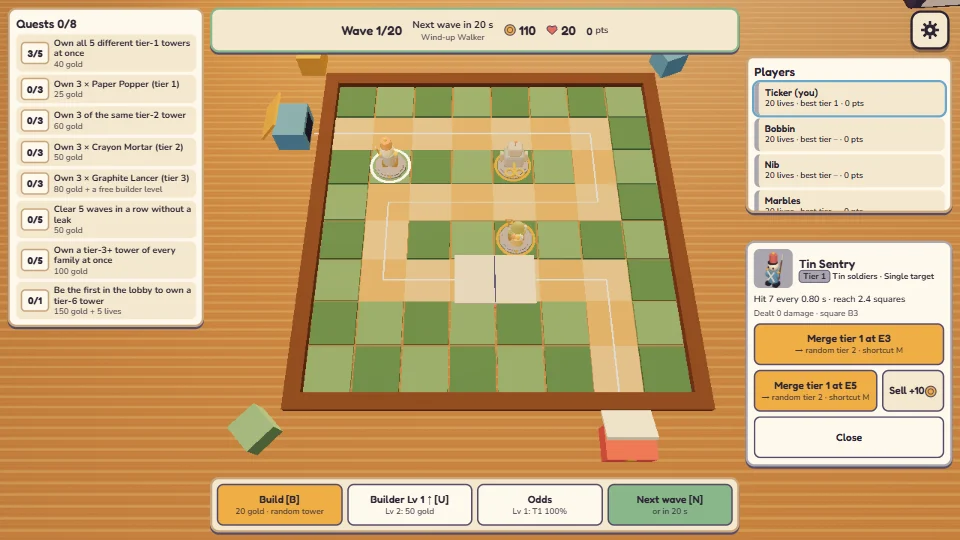 Quests 0/8
3/5
Own all 5 different tier-1 towers
at once
40 gold
0/3
Own 3 × Paper Popper (tier 1)
25 gold
0/3
Own 3 of the same tier-2 tower
60 gold
0/3
Own 3 × Crayon Mortar (tier 2)
50 gold
0/3
Own 3 × Graphite Lancer (tier 3)
80 gold + a free builder level
0/5
Clear 5 waves in a row without a
leak
50 gold
0/5
Own a tier-3+ tower of every
family at once
100 gold
0/1
Be the first in the lobby to own a
tier-6 tower
150 gold + 5 lives
Wave 1/20
Next wave in 20 s
Wind-up Walker
110
20
0 pts
Players
Ticker (you)
20 lives · best tier 1 · 0 pts
Bobbin
20 lives · best tier – · 0 pts
Nib
20 lives · best tier – · 0 pts
Marbles
20 lives · best tier – · 0 pts
Tin Sentry
Tier 1 Tin soldiers · Single target
Hit 7 every 0.80 s · reach 2.4 squares
Dealt 0 damage · square B3
Merge tier 1 at E3
→ random tier 2 · shortcut M
Merge tier 1 at E5
→ random tier 2 · shortcut M
Sell +10
Close
Build [B]
20 gold · random tower
Builder Lv 1 ↑ [U]
Lv 2: 50 gold
Odds
Lv 1: T1 100%
Next wave [N]
or in 20 s